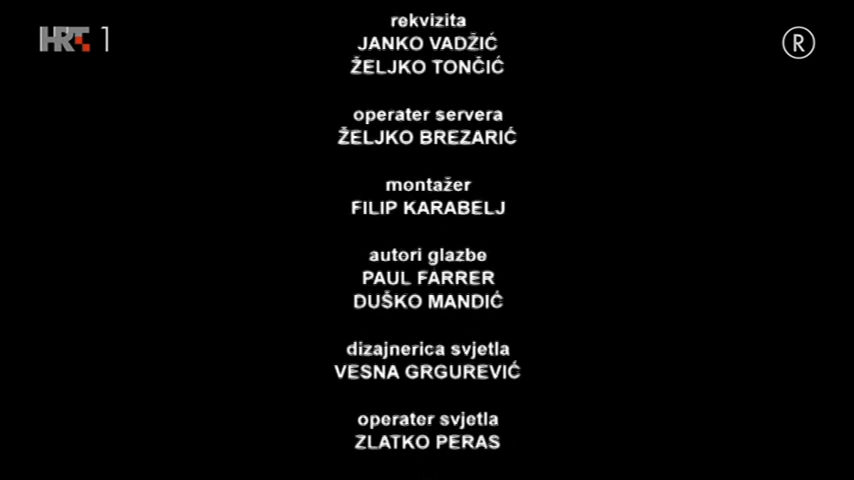 HRT 1
®
rekvizita
JANKO VADŽIĆ
ŽELJKO TONČIĆ
operater servera
ŽELJKO BREZARIĆ
montažer
FILIP KARABELJ
autori glazbe
PAUL FARRER
DUŠKO MANDIĆ
dizajnerica svjetla
VESNA GRGUREVIĆ
operater svjetla
ZLATKO PERAS